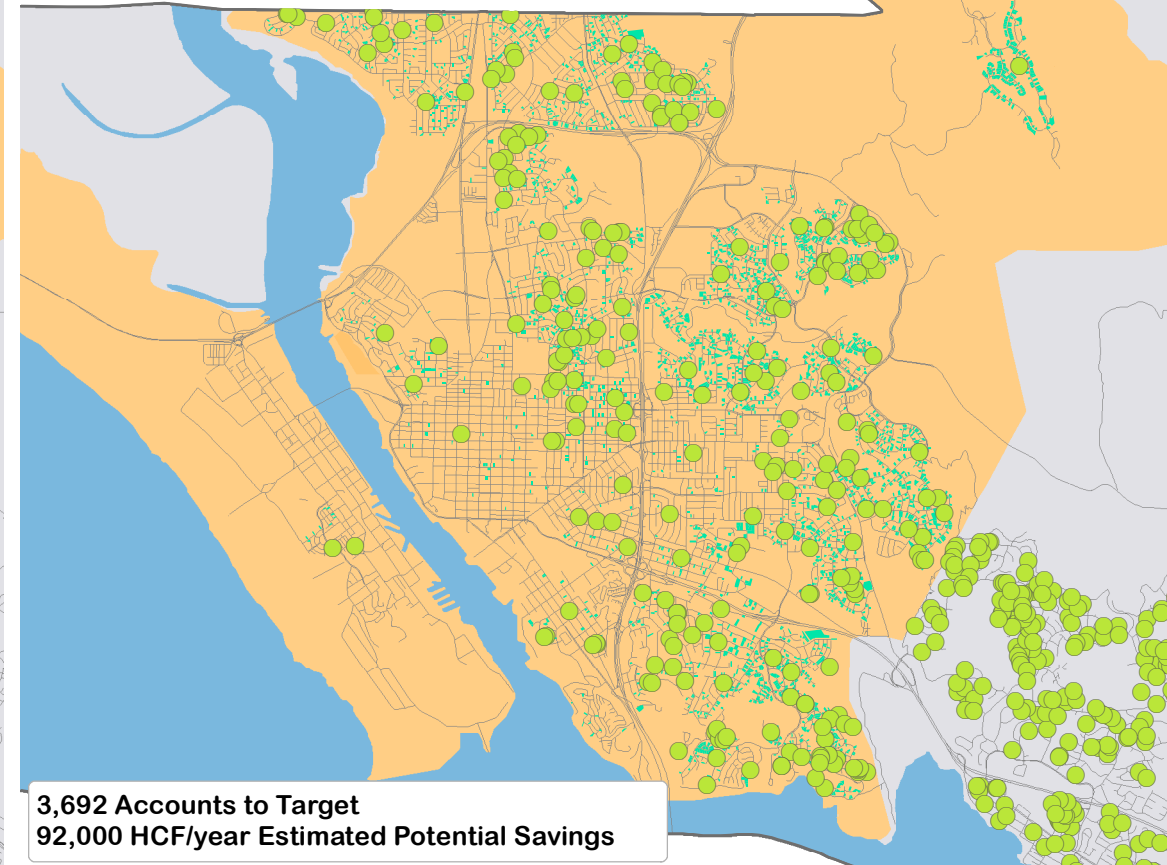 3,692 Accounts to Target
92,000 HCF/year Estimated Potential Savings